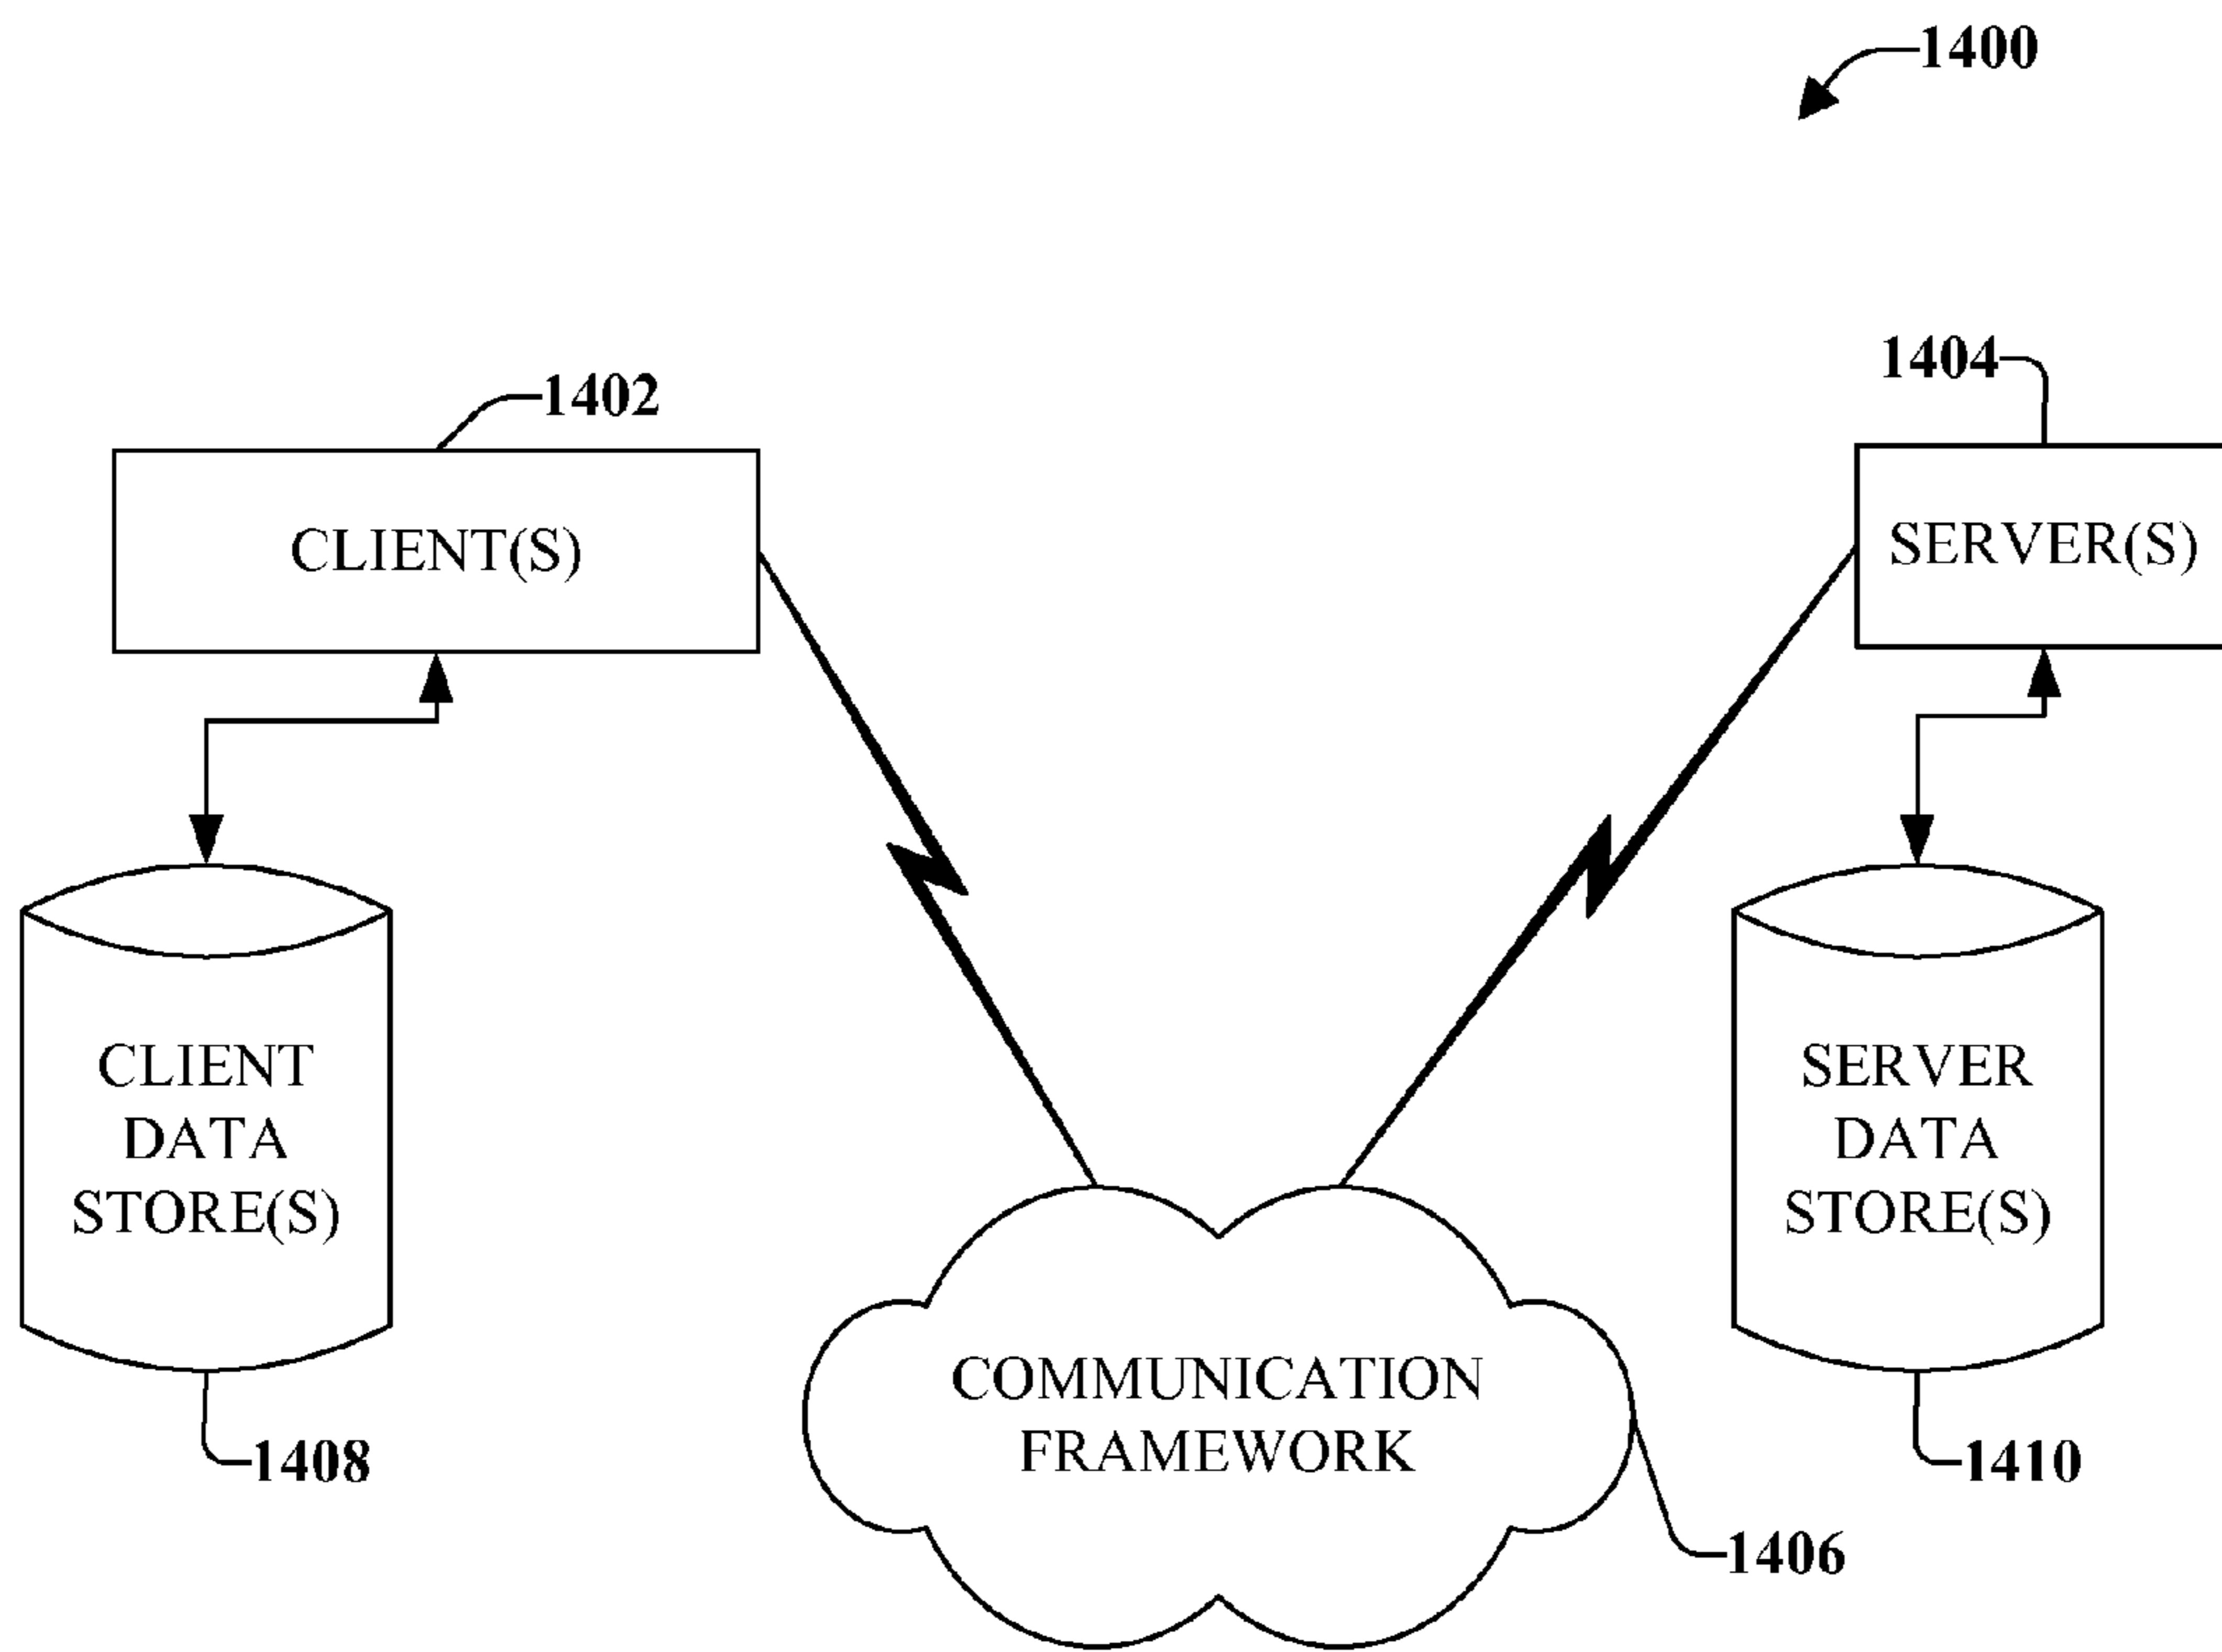 1400
1402
1404
CLIENT(S)
SERVER(S)
CLIENT
DATA
STORE(S)
SERVER
DATA
STORE(S)
COMMUNICATION
FRAMEWORK
1408
1410
1406